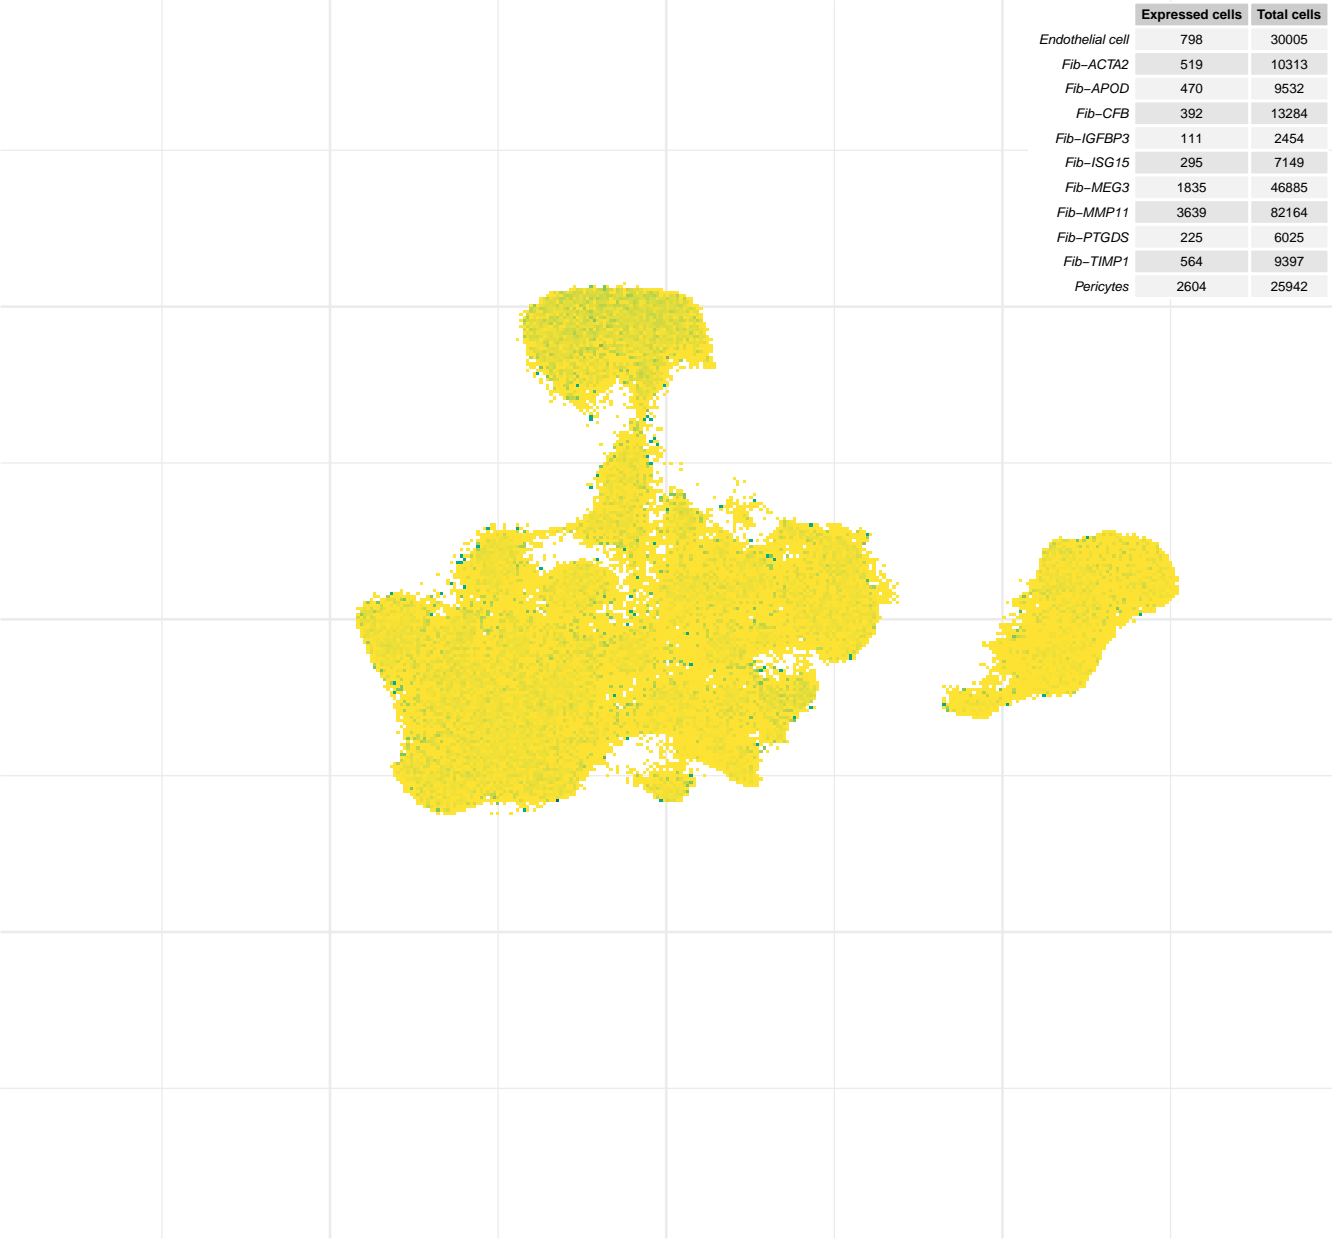 Expressed cells Total cells
Endothelial cell 798 30005
Fib−ACTA2 519 10313
Fib−APOD 470 9532
Fib−CFB 392 13284
Fib−IGFBP3 111 2454
Fib−ISG15 295 7149
Fib−MEG3 1835 46885
Fib−MMP11 3639 82164
Fib−PTGDS 225 6025
Fib−TIMP1 564 9397
Pericytes 2604 25942